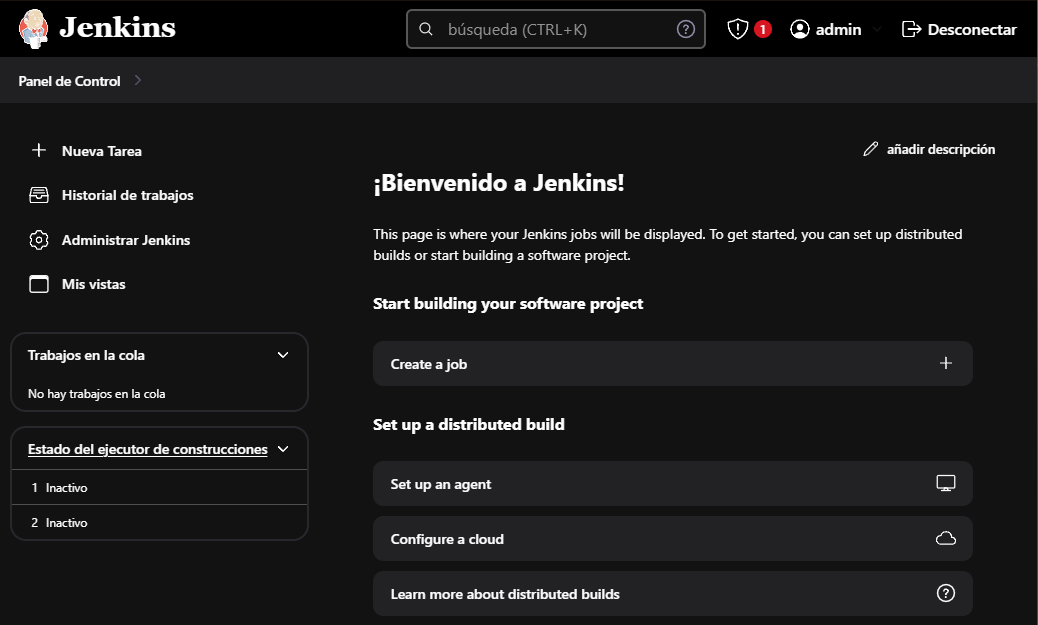 Jenkins
búsqueda (CTRL+K)
1
admin
Desconectar
Panel de Control
Nueva Tarea
Historial de trabajos
Administrar Jenkins
Mis vistas
Trabajos en la cola
No hay trabajos en la cola
Estado del ejecutor de construcciones
1 Inactivo
2 Inactivo
añadir descripción
¡Bienvenido a Jenkins!
This page is where your Jenkins jobs will be displayed. To get started, you can set up distributed
builds or start building a software project.
Start building your software project
Create a job
Set up a distributed build
Set up an agent
Configure a cloud
Learn more about distributed builds